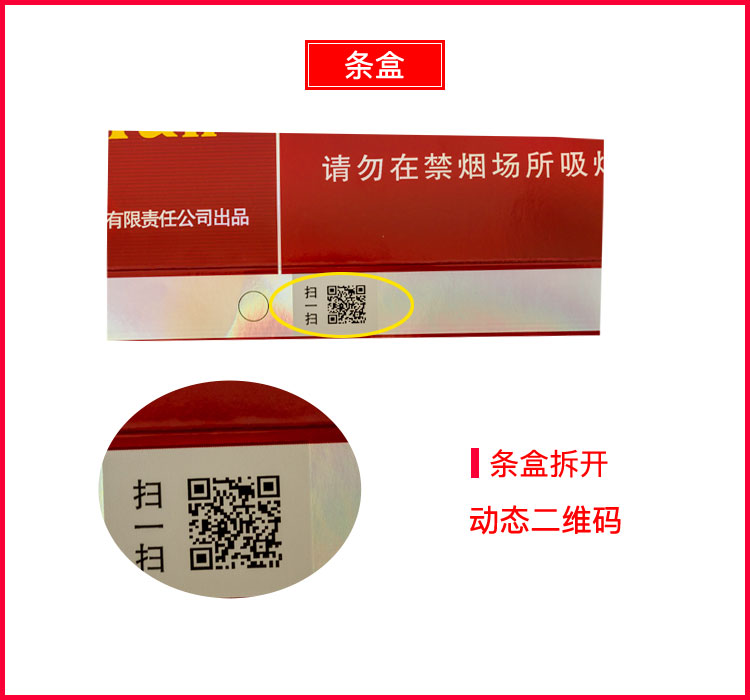 条盒
请勿在禁烟场所吸
有限责任公司出品
扫一扫
扫一扫
条盒拆开
动态二维码